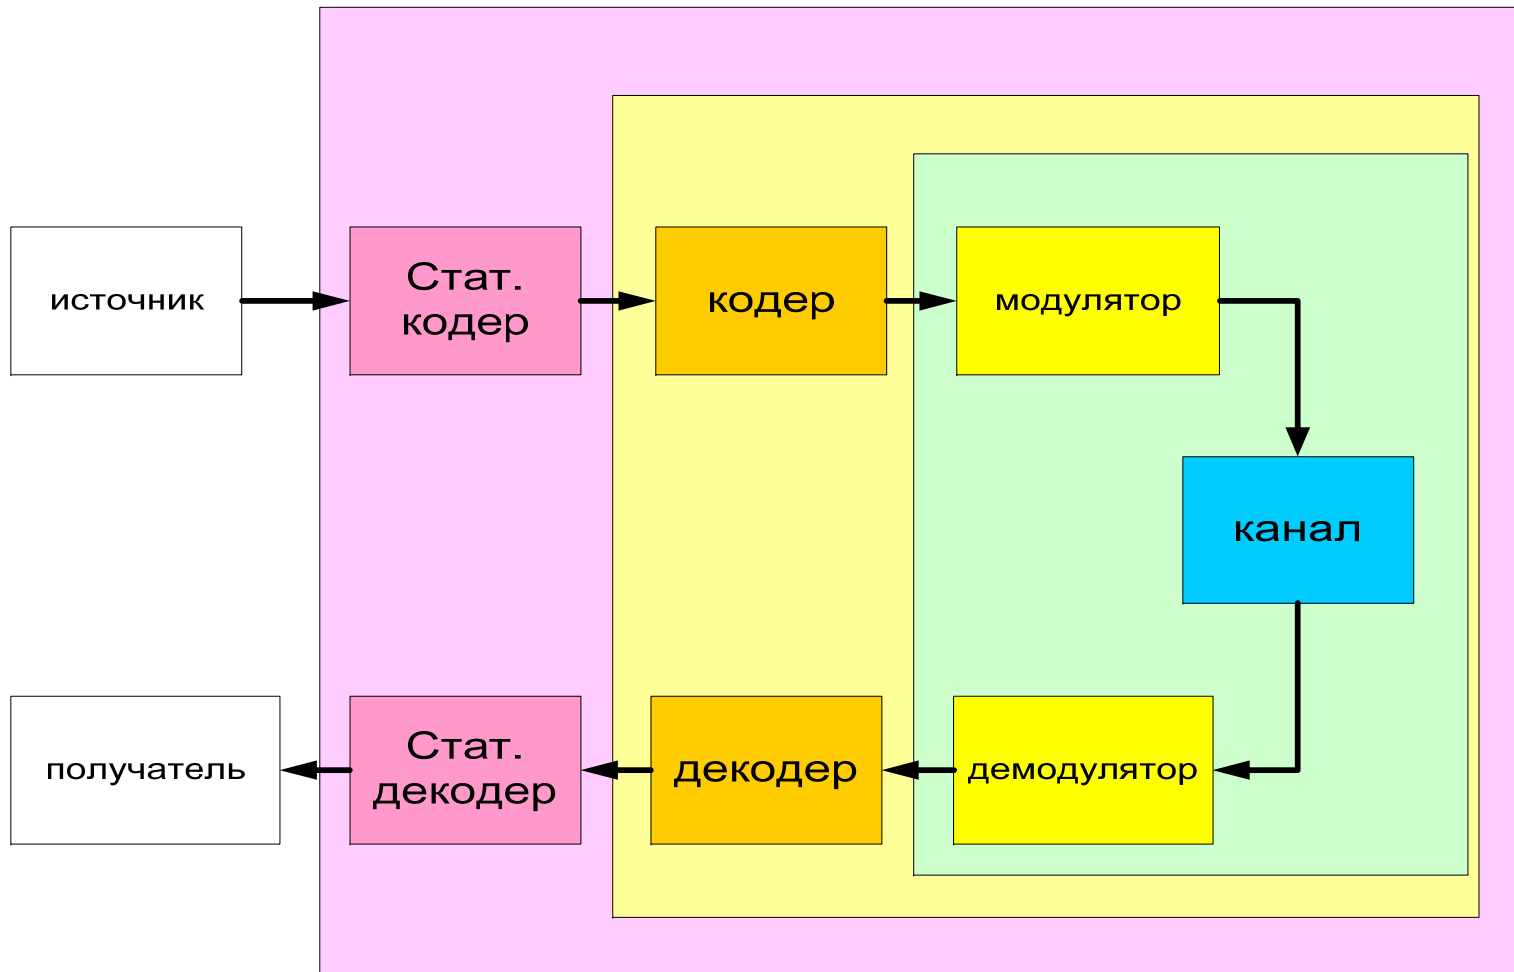 источник
Стат.
кодер
кодер
модулятор
канал
получатель
Стат.
декодер
декодер
демодулятор